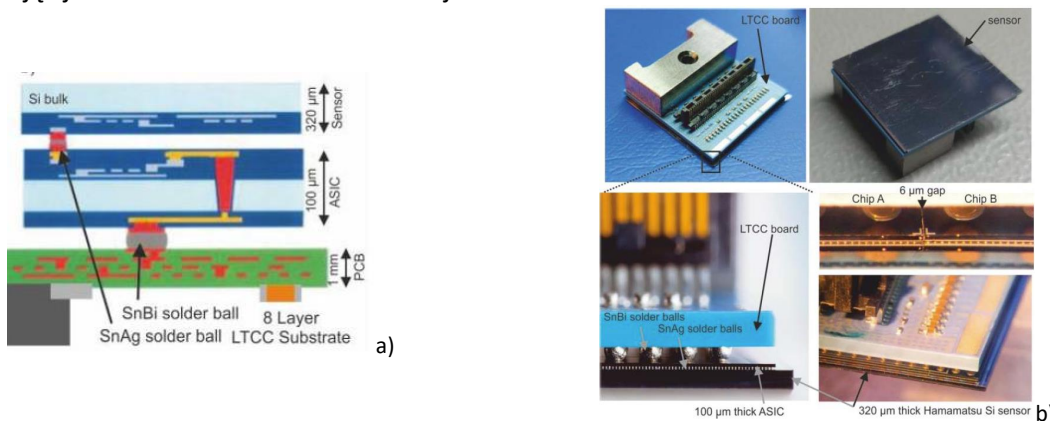 Si bulk
320 µm
Sensor
100 µm
ASIC
1 mm
PCB
SnBi solder ball
SnAg solder ball
8 Layer
LTCC Substrate
a)
LTCC board
sensor
6 µm gap
Chip A
Chip B
LTCC board
SnBi solder balls
SnAg solder balls
100 µm thick ASIC
320 µm thick Hamamatsu Si sensor
b)